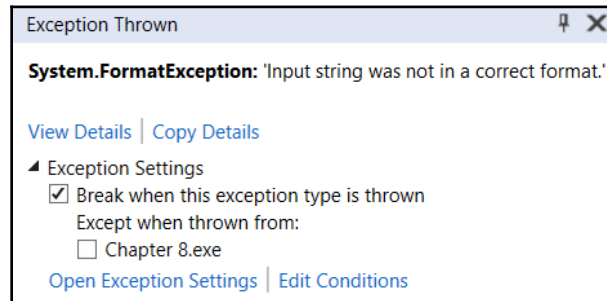 Exception Thrown
System.FormatException: 'Input string was not in a correct format.'
View Details | Copy Details
Exception Settings
Break when this exception type is thrown
Except when thrown from:
Chapter 8.exe
Open Exception Settings | Edit Conditions